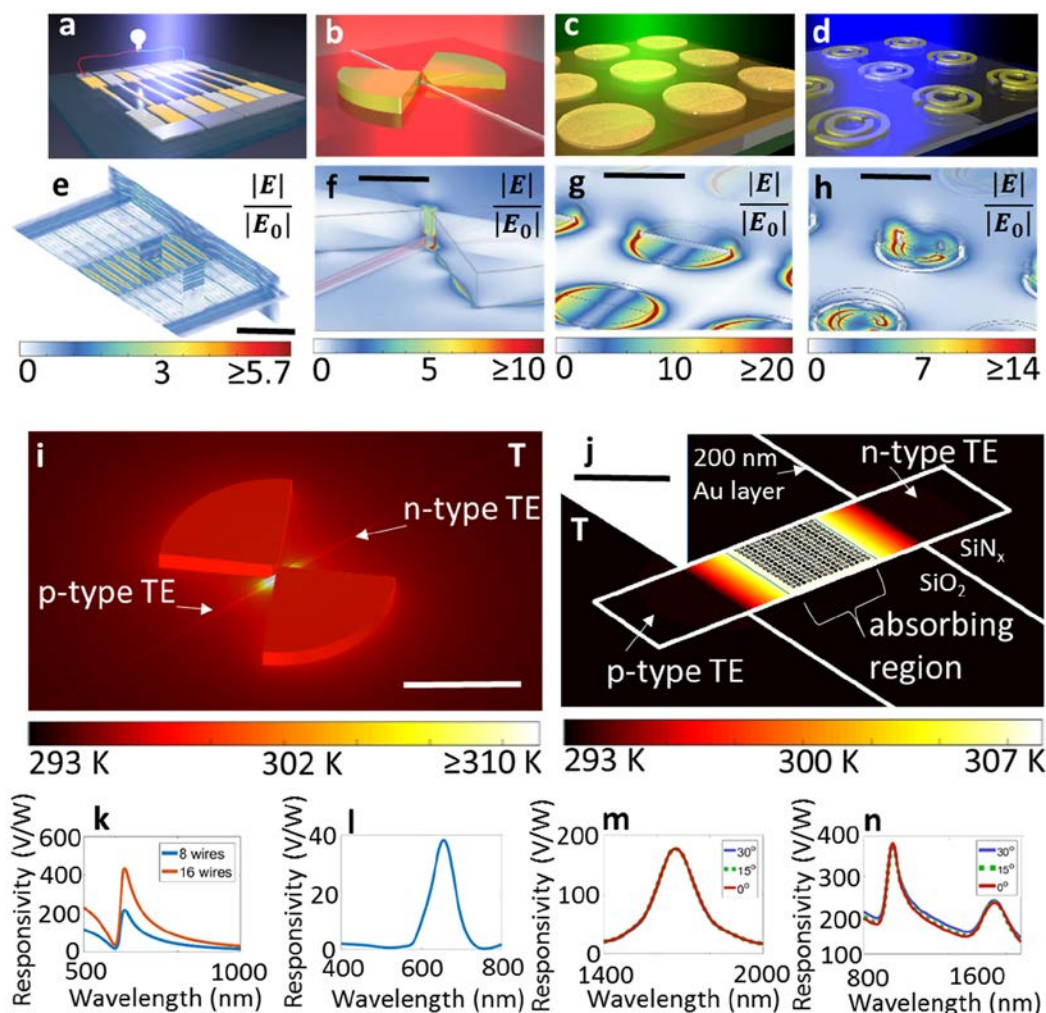 a
b
c
d
e
|E|
|E₀|
f
|E|
|E₀|
g
|E|
|E₀|
h
|E|
|E₀|
0 3 ≥5.7
0 5 ≥10
0 10 ≥20
0 7 ≥14
i
T
n-type TE
p-type TE
293 K 302 K ≥310 K
j
200 nm
Au layer
n-type TE
T
SiNₓ
SiO₂
absorbing
region
p-type TE
293 K 300 K 307 K
k
Responsivity (V/W)
600
400
200
0
8 wires
16 wires
500 1000
Wavelength (nm)
l
Responsivity (V/W)
40
20
0
400 600 800
Wavelength (nm)
m
Responsivity (V/W)
200
100
0
30°
15°
0°
1400 2000
Wavelength (nm)
n
Responsivity (V/W)
400
300
200
100
30°
15°
0°
800 1600
Wavelength (nm)